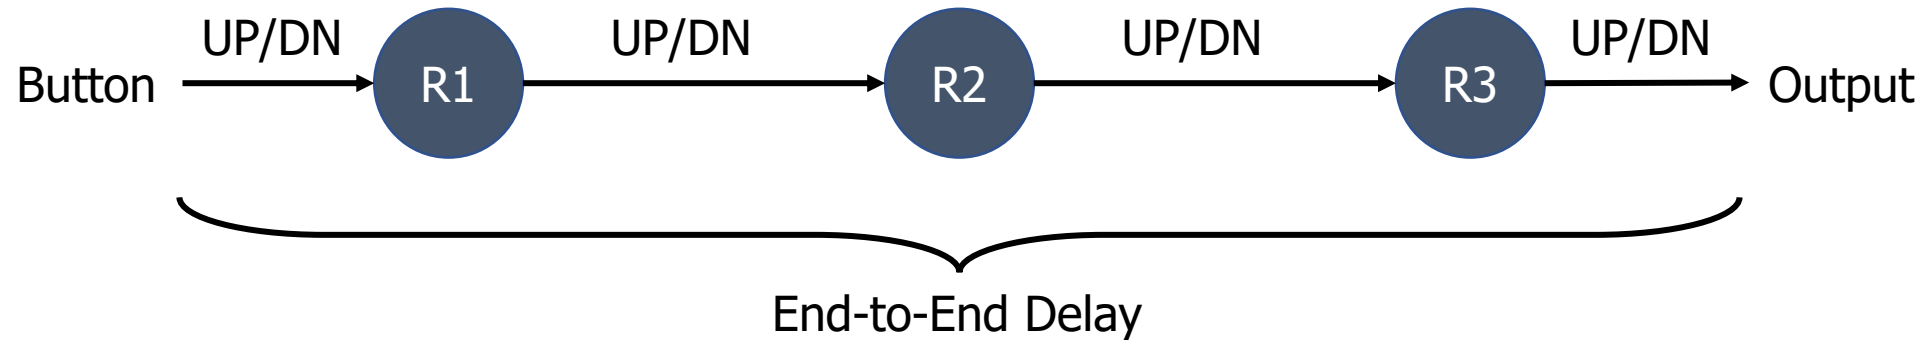 UP/DN UP/DN UP/DN UP/DN
Button R1 R2 R3 Output
End-to-End Delay